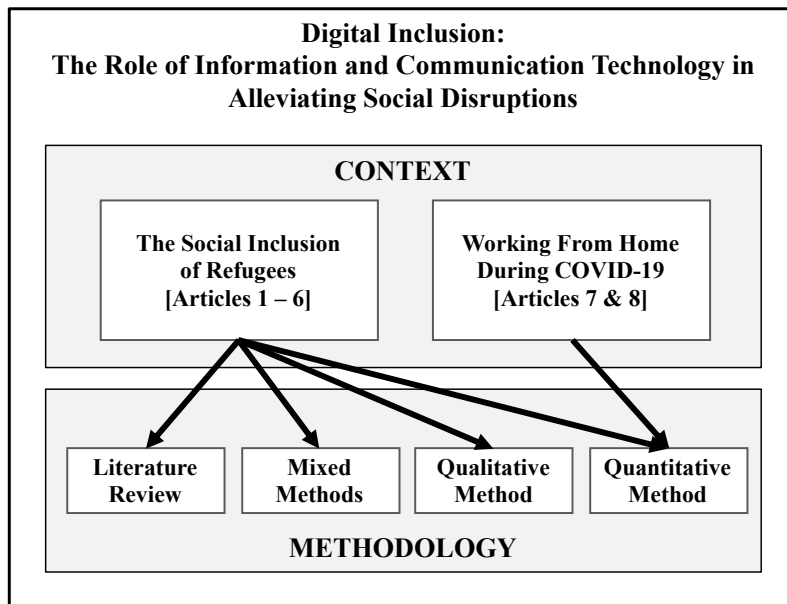 Digital Inclusion:
The Role of Information and Communication Technology in
Alleviating Social Disruptions
CONTEXT
The Social Inclusion
of Refugees
[Articles 1 – 6]
Working From Home
During COVID-19
[Articles 7 & 8]
Literature
Review
Mixed
Methods
Qualitative
Method
Quantitative
Method
METHODOLOGY